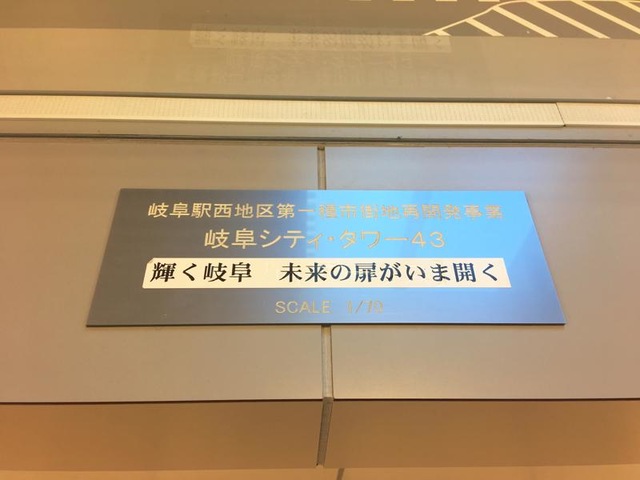 岐阜駅西地区第一種市街地再開発事業
岐阜シティ・タワー43
輝く岐阜　未来の扉がいま開く
SCALE 1/70